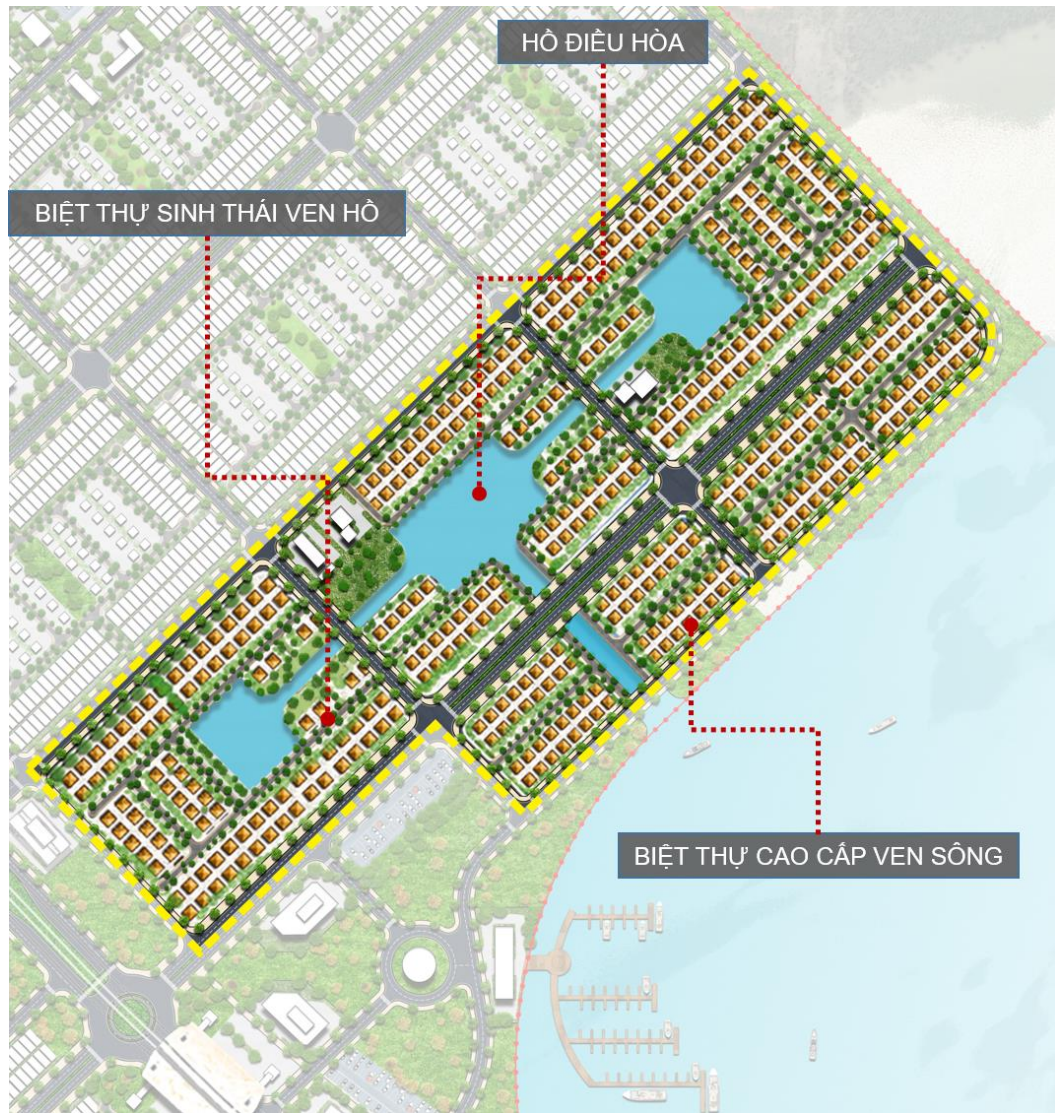 HỒ ĐIỀU HÒA
BIỆT THỰ SINH THÁI VEN HỒ
BIỆT THỰ CAO CẤP VEN SÔNG